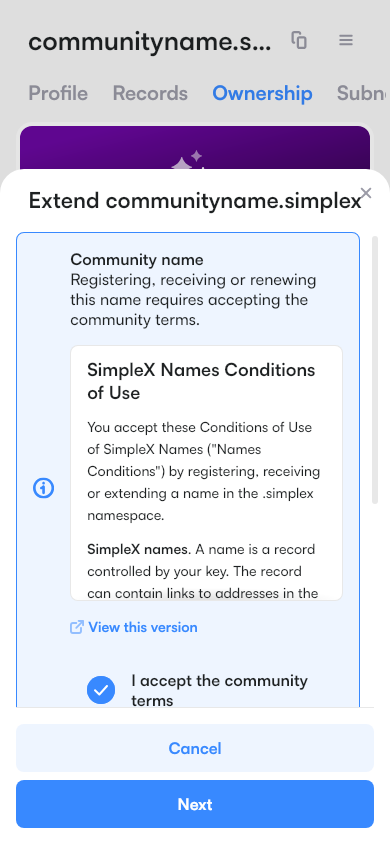 communityname.s...
Profile Records Ownership Subn
Extend communityname.simplex
Community name
Registering, receiving or renewing
this name requires accepting the
community terms.
SimpleX Names Conditions
of Use
You accept these Conditions of Use
of SimpleX Names ("Names
Conditions") by registering, receiving
or extending a name in the .simplex
namespace.
SimpleX names. A name is a record
controlled by your key. The record
can contain links to addresses in the
View this version
I accept the community
terms
Cancel
Next